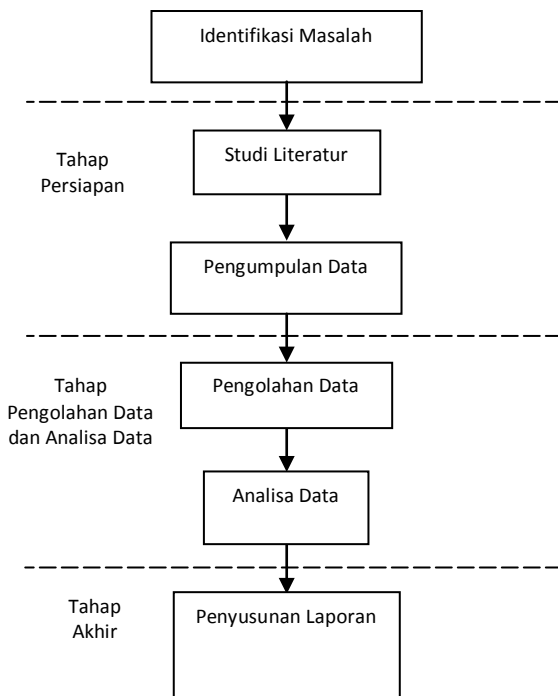 Identifikasi Masalah
Studi Literatur
Tahap
Persiapan
Pengumpulan Data
Pengolahan Data
Tahap
Pengolahan Data
dan Analisa Data
Analisa Data
Penyusunan Laporan
Tahap
Akhir